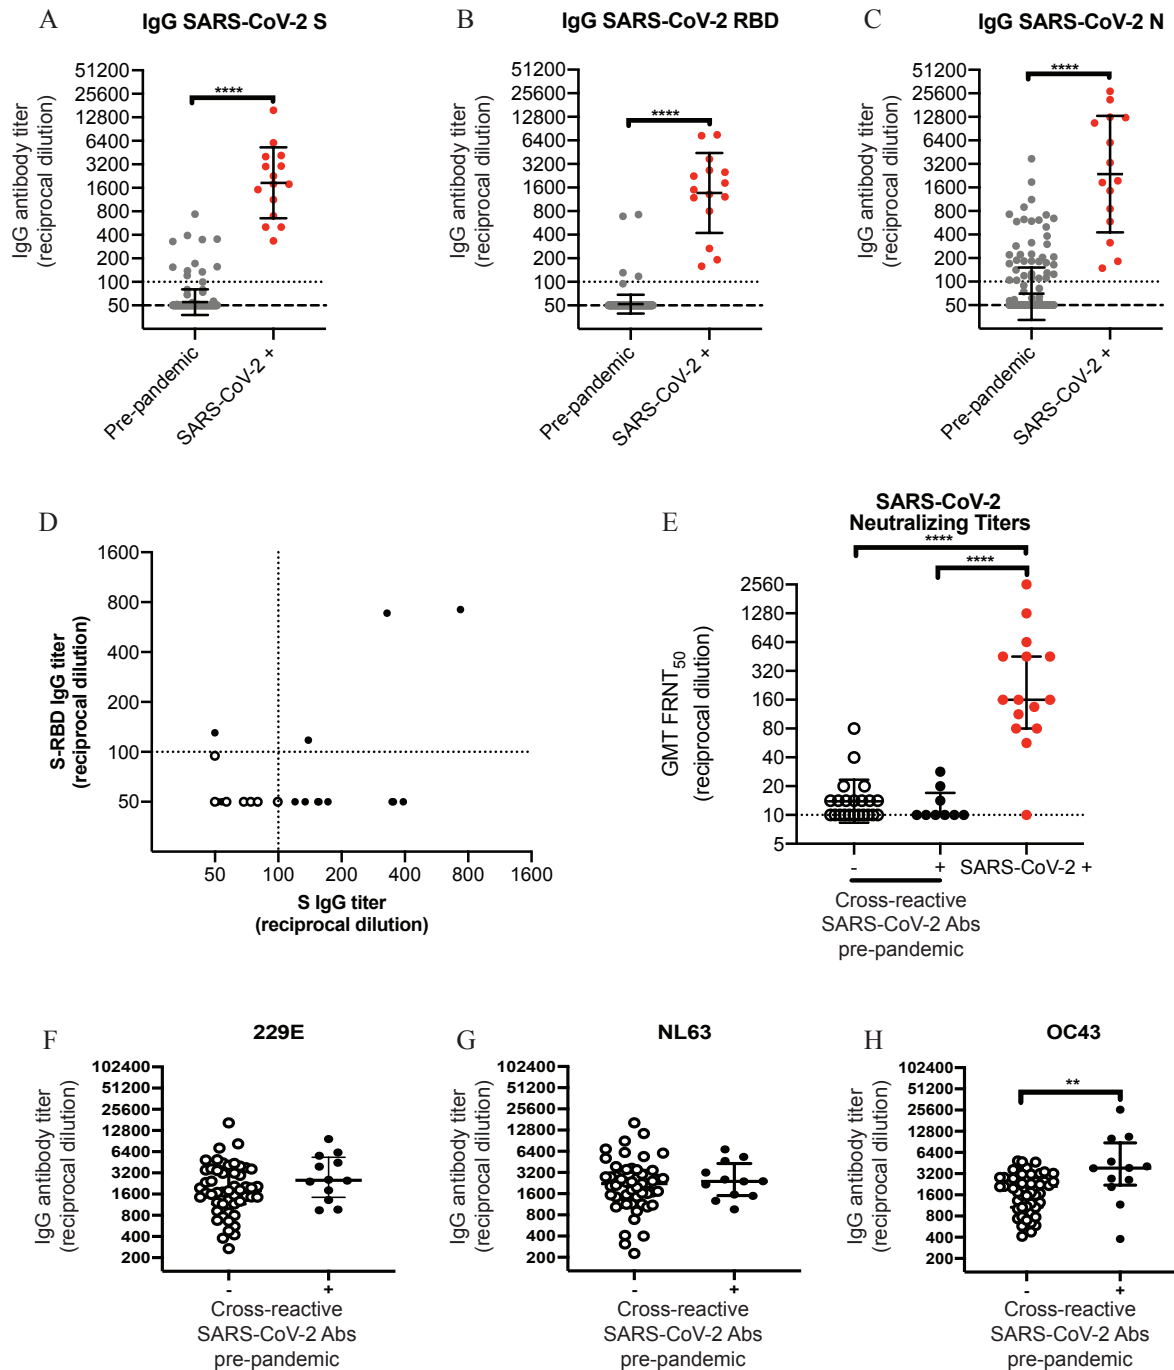 A
IgG SARS-CoV-2 S
IgG antibody titer
(reciprocal dilution)
51200
25600
12800
6400
3200
1600
800
400
200
100
50
****
Pre-pandemic
SARS-CoV-2 +
B
IgG SARS-CoV-2 RBD
IgG antibody titer
(reciprocal dilution)
51200
25600
12800
6400
3200
1600
800
400
200
100
50
****
Pre-pandemic
SARS-CoV-2 +
C
IgG SARS-CoV-2 N
IgG antibody titer
(reciprocal dilution)
51200
25600
12800
6400
3200
1600
800
400
200
100
50
****
Pre-pandemic
SARS-CoV-2 +
D
S-RBD IgG titer
(reciprocal dilution)
1600
800
400
200
100
50
50 100 200 400 800 1600
S IgG titer
(reciprocal dilution)
E
SARS-CoV-2
Neutralizing Titers
****
****
GMT FRNT50
(reciprocal dilution)
2560
1280
640
320
160
80
40
20
10
5
- + SARS-CoV-2 +
Cross-reactive
SARS-CoV-2 Abs
pre-pandemic
F
229E
IgG antibody titer
(reciprocal dilution)
102400
51200
25600
12800
6400
3200
1600
800
400
200
- +
Cross-reactive
SARS-CoV-2 Abs
pre-pandemic
G
NL63
IgG antibody titer
(reciprocal dilution)
102400
51200
25600
12800
6400
3200
1600
800
400
200
- +
Cross-reactive
SARS-CoV-2 Abs
pre-pandemic
H
OC43
IgG antibody titer
(reciprocal dilution)
102400
51200
25600
12800
6400
3200
1600
800
400
200
**
- +
Cross-reactive
SARS-CoV-2 Abs
pre-pandemic